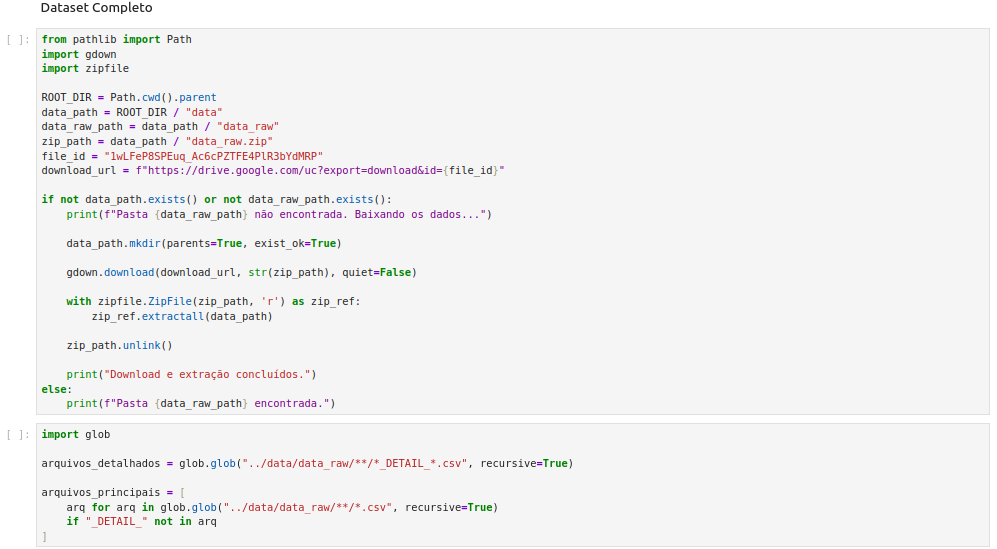 Dataset Completo
[ ]:
from pathlib import Path
import gdown
import zipfile

ROOT_DIR = Path.cwd().parent
data_path = ROOT_DIR / "data"
data_raw_path = data_path / "data_raw"
zip_path = data_path / "data_raw.zip"
file_id = "1wLFeP8SPEuq_Ac6cPZTFE4PlR3bYdMRP"
download_url = f"https://drive.google.com/uc?export=download&id={file_id}"

if not data_path.exists() or not data_raw_path.exists():
    print(f"Pasta {data_raw_path} não encontrada. Baixando os dados...")

    data_path.mkdir(parents=True, exist_ok=True)

    gdown.download(download_url, str(zip_path), quiet=False)

    with zipfile.ZipFile(zip_path, 'r') as zip_ref:
        zip_ref.extractall(data_path)

    zip_path.unlink()

    print("Download e extração concluídos.")
else:
    print(f"Pasta {data_raw_path} encontrada.")
[ ]:
import glob

arquivos_detalhados = glob.glob("../data/data_raw/**/*_DETAIL_*.csv", recursive=True)

arquivos_principais = [
    arq for arq in glob.glob("../data/data_raw/**/*.csv", recursive=True)
    if "_DETAIL_" not in arq
]